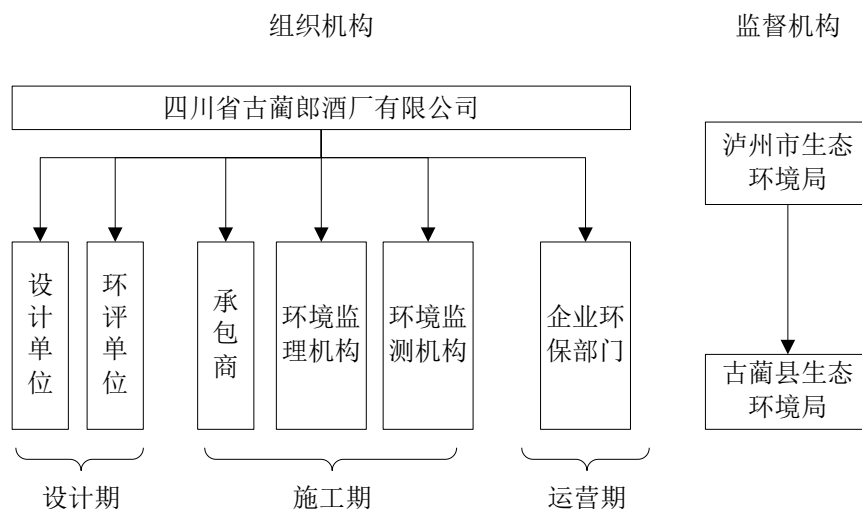 组织机构
监督机构
四川省古蔺郎酒厂有限公司
泸州市生态
环境局
设计单位
环评单位
承包商
环境监
理机构
环境监
测机构
企业环
保部门
古蔺县生态
环境局
设计期
施工期
运营期